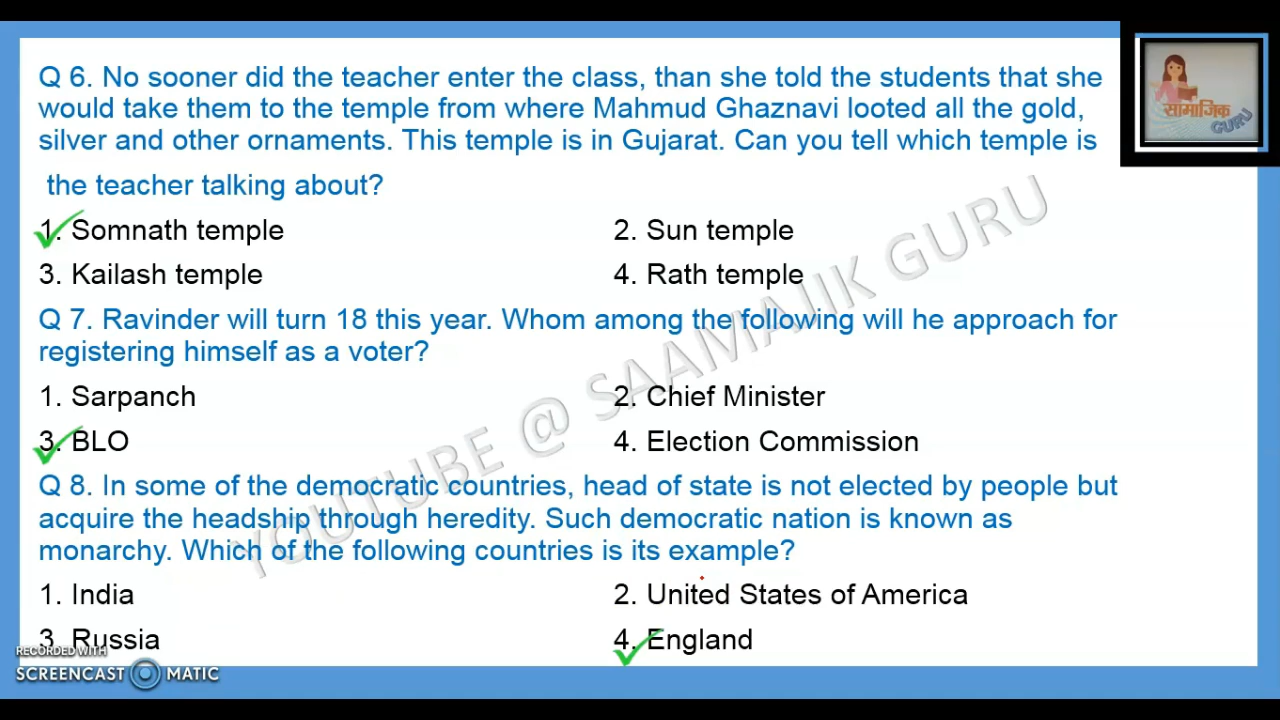 Q 6. No sooner did the teacher enter the class, than she told the students that she
would take them to the temple from where Mahmud Ghaznavi looted all the gold,
silver and other ornaments. This temple is in Gujarat. Can you tell which temple is
the teacher talking about?
1. Somnath temple 2. Sun temple
3. Kailash temple 4. Rath temple
Q 7. Ravinder will turn 18 this year. Whom among the following will he approach for
registering himself as a voter?
1. Sarpanch 2. Chief Minister
3. BLO 4. Election Commission
Q 8. In some of the democratic countries, head of state is not elected by people but
acquire the headship through heredity. Such democratic nation is known as
monarchy. Which of the following countries is its example?
1. India 2. United States of America
3. Russia 4. England
सामाजिक
GURU
YOUTUBE @ SAAMAJIK GURU
RECORDED WITH
SCREENCAST MATIC